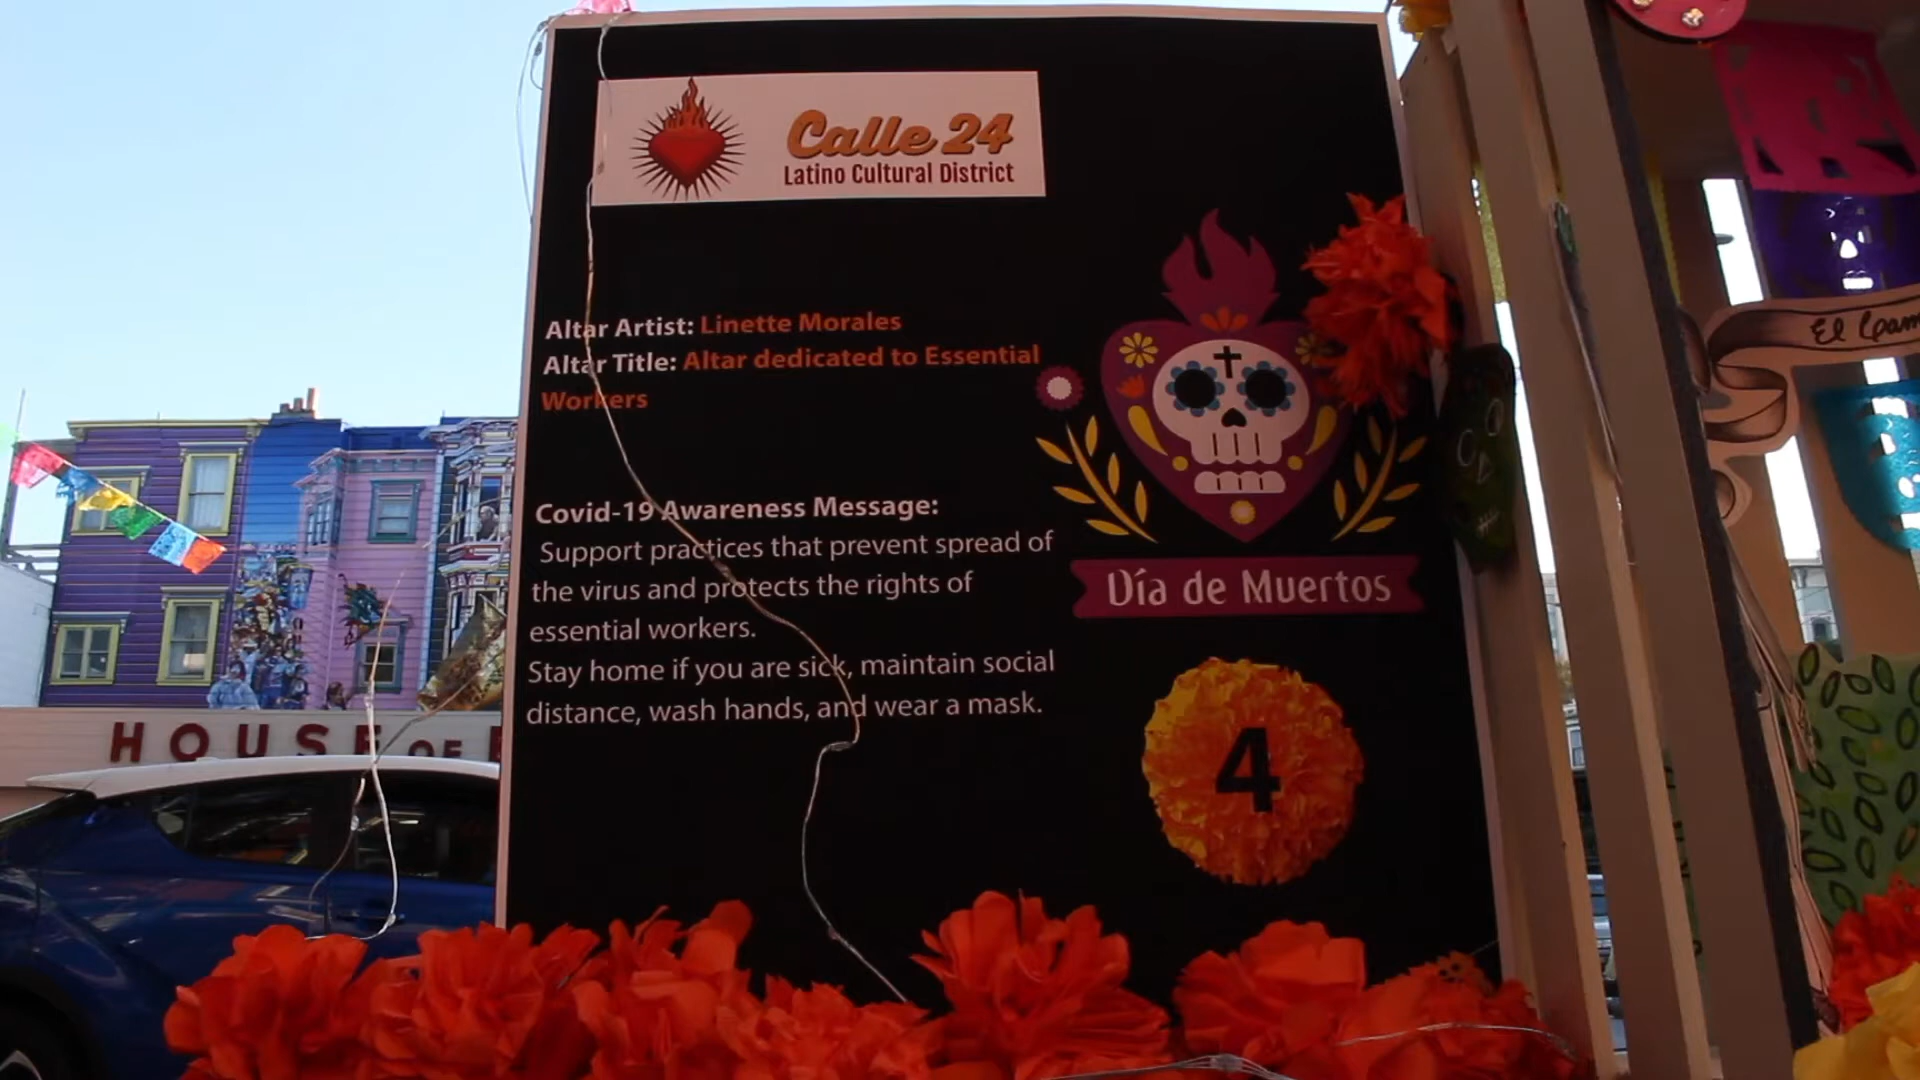 Calle 24
Latino Cultural District
Altar Artist: Linette Morales
Altar Title: Altar dedicated to Essential
Workers
Covid-19 Awareness Message:
Support practices that prevent spread of
the virus and protects the rights of
essential workers.
Stay home if you are sick, maintain social
distance, wash hands, and wear a mask.
Día de Muertos
4
HOUSE OF
El